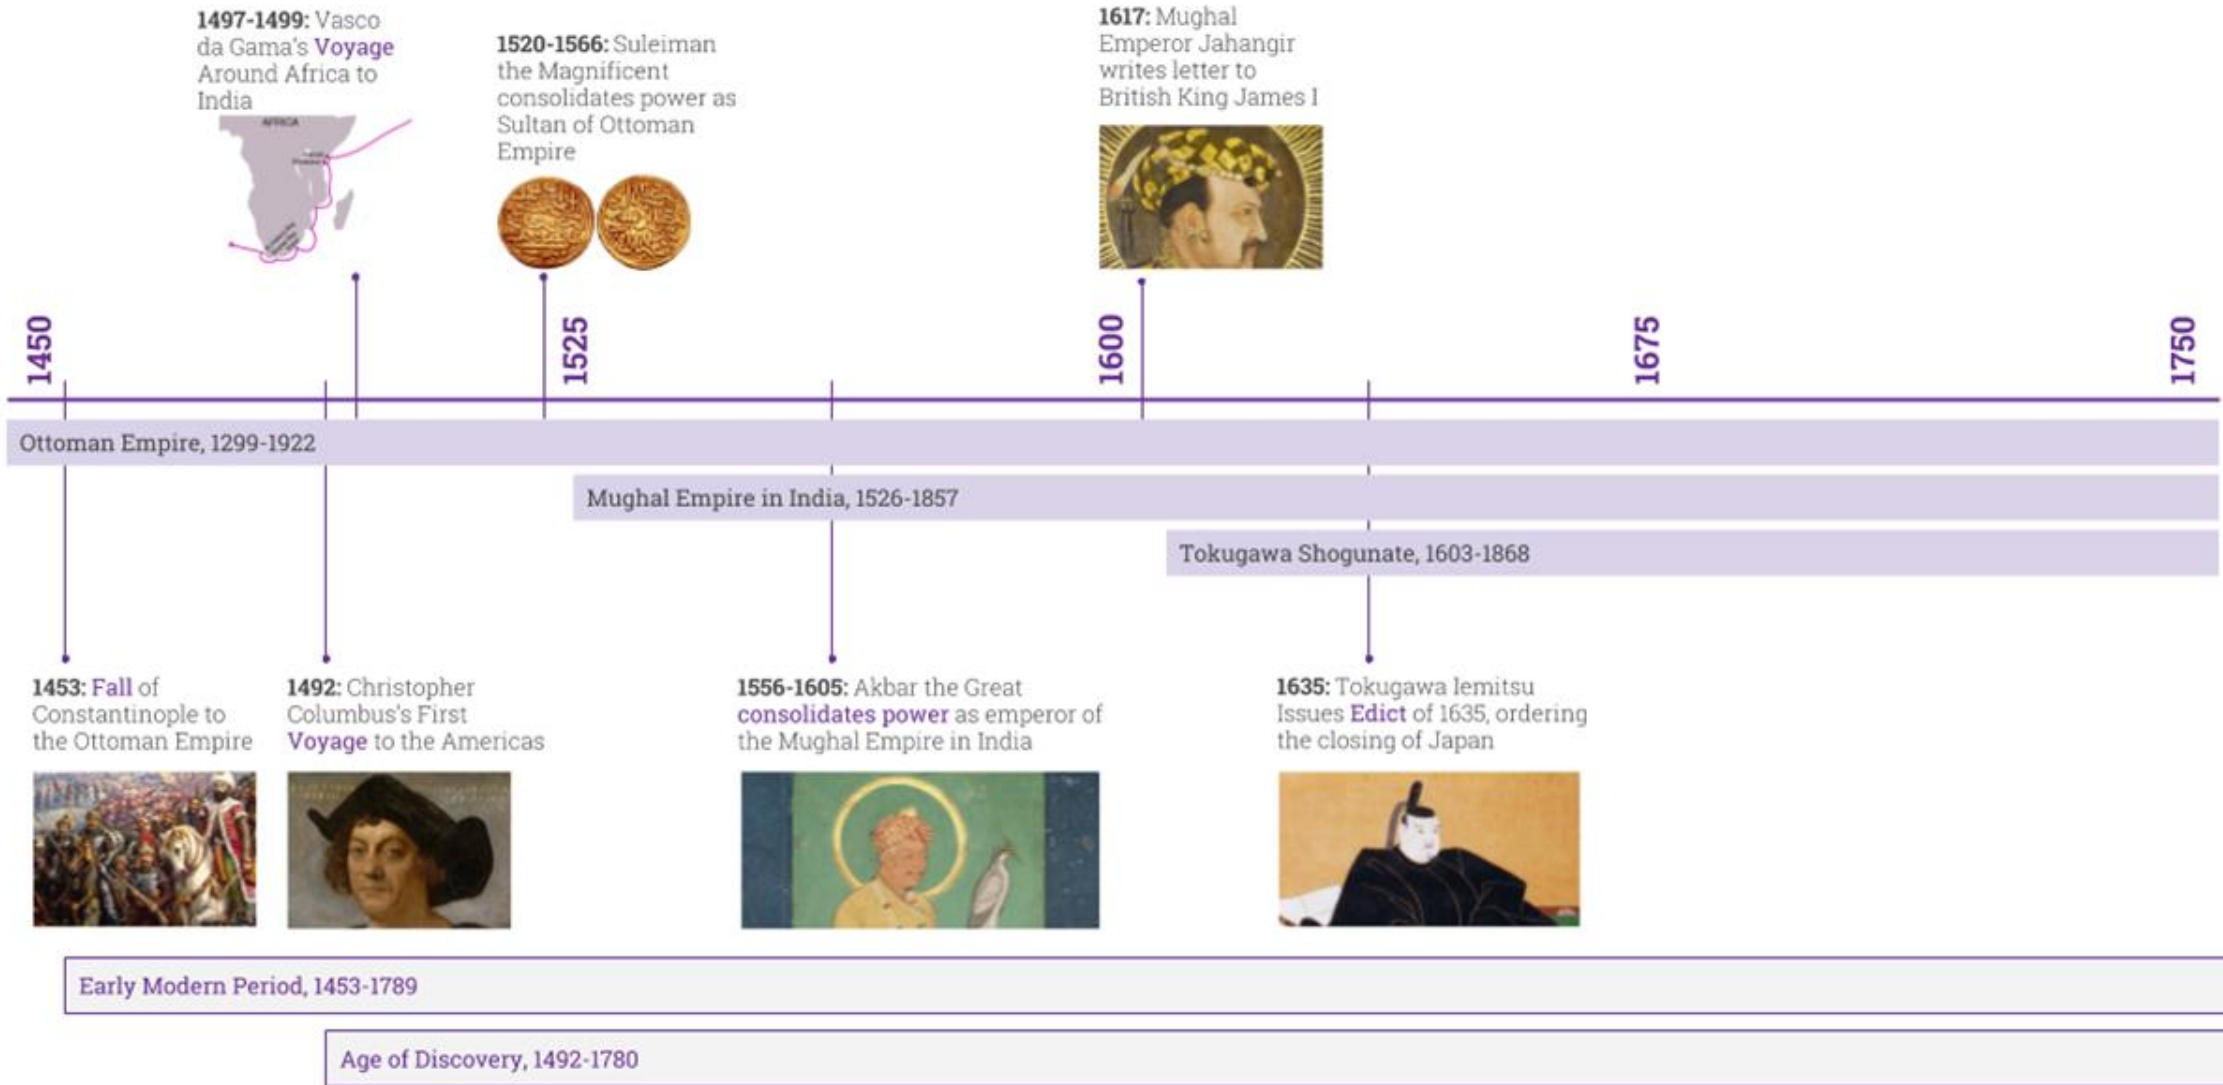 1497-1499: Vasco
da Gama's Voyage
Around Africa to
India
AFRICA
1520-1566: Suleiman
the Magnificent
consolidates power as
Sultan of Ottoman
Empire
1617: Mughal
Emperor Jahangir
writes letter to
British King James I
1450
1525
1600
1675
1750
Ottoman Empire, 1299-1922
Mughal Empire in India, 1526-1857
Tokugawa Shogunate, 1603-1868
1453: Fall of
Constantinople to
the Ottoman Empire
1492: Christopher
Columbus's First
Voyage to the Americas
1556-1605: Akbar the Great
consolidates power as emperor of
the Mughal Empire in India
1635: Tokugawa Iemitsu
Issues Edict of 1635, ordering
the closing of Japan
Early Modern Period, 1453-1789
Age of Discovery, 1492-1780